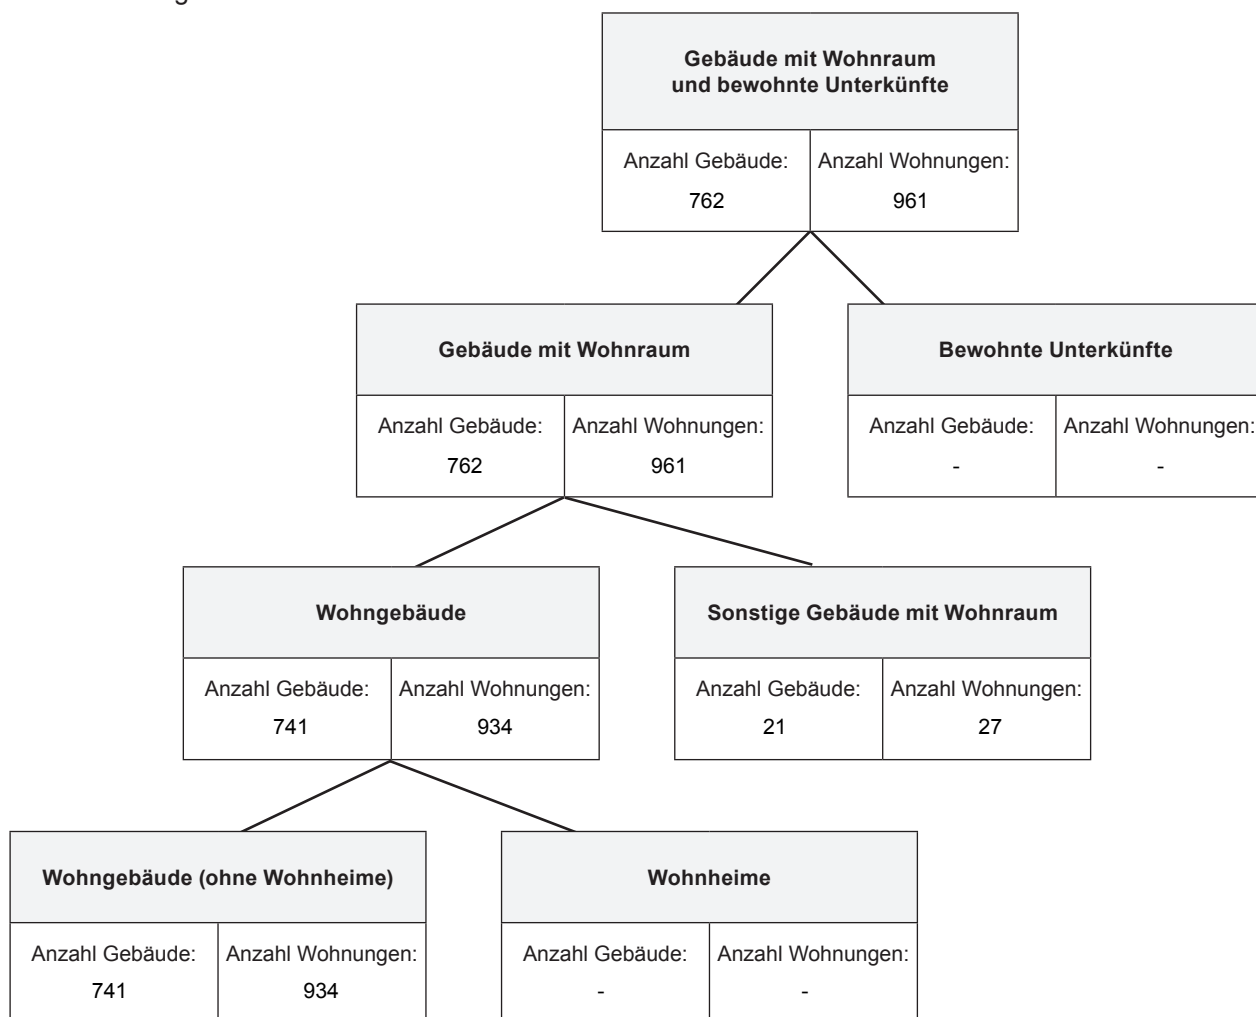 Gebäude mit Wohnraum
und bewohnte Unterkünfte
Anzahl Gebäude: Anzahl Wohnungen:
762 961
Gebäude mit Wohnraum
Anzahl Gebäude: Anzahl Wohnungen:
762 961
Bewohnte Unterkünfte
Anzahl Gebäude: Anzahl Wohnungen:
- -
Wohngebäude
Anzahl Gebäude: Anzahl Wohnungen:
741 934
Sonstige Gebäude mit Wohnraum
Anzahl Gebäude: Anzahl Wohnungen:
21 27
Wohngebäude (ohne Wohnheime)
Anzahl Gebäude: Anzahl Wohnungen:
741 934
Wohnheime
Anzahl Gebäude: Anzahl Wohnungen:
- -